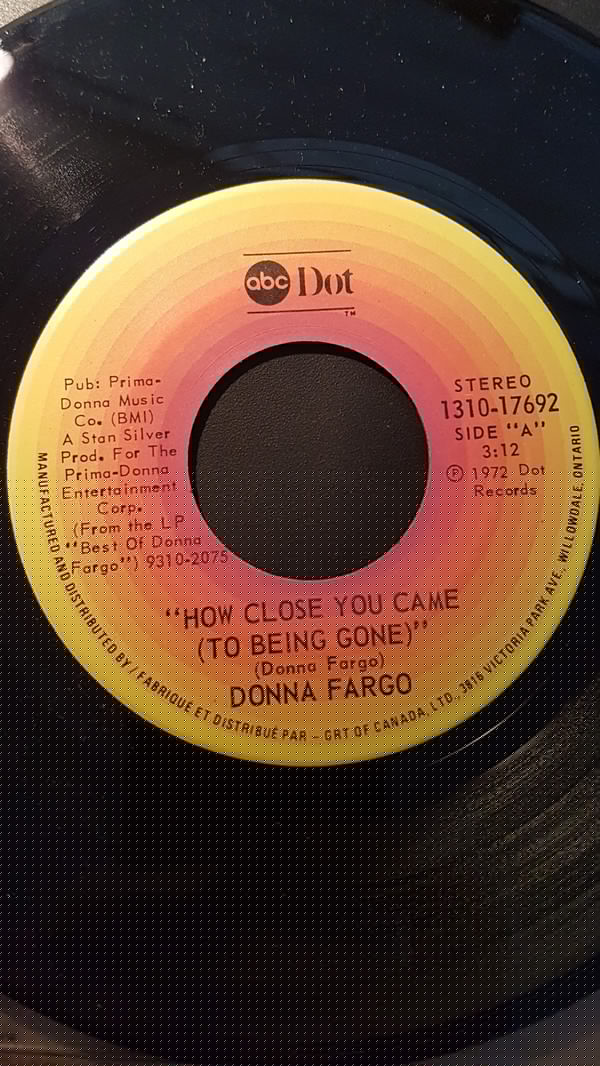 abc Dot
TM
Pub: Prima-
Donna Music
Co. (BMI)
A Stan Silver
Prod. For The
Prima-Donna
Entertainment
Corp.
(From the LP
“Best Of Donna
Fargo”) 9310-2075
STEREO
1310-17692
SIDE “A”
3:12
℗ 1972 Dot
Records
“HOW CLOSE YOU CAME
(TO BEING GONE)”
(Donna Fargo)
DONNA FARGO
MANUFACTURED AND DISTRIBUTED BY / FABRIQUÉ ET DISTRIBUÉ PAR – GRT OF CANADA, LTD., 3816 VICTORIA PARK AVE., WILLOWDALE, ONTARIO